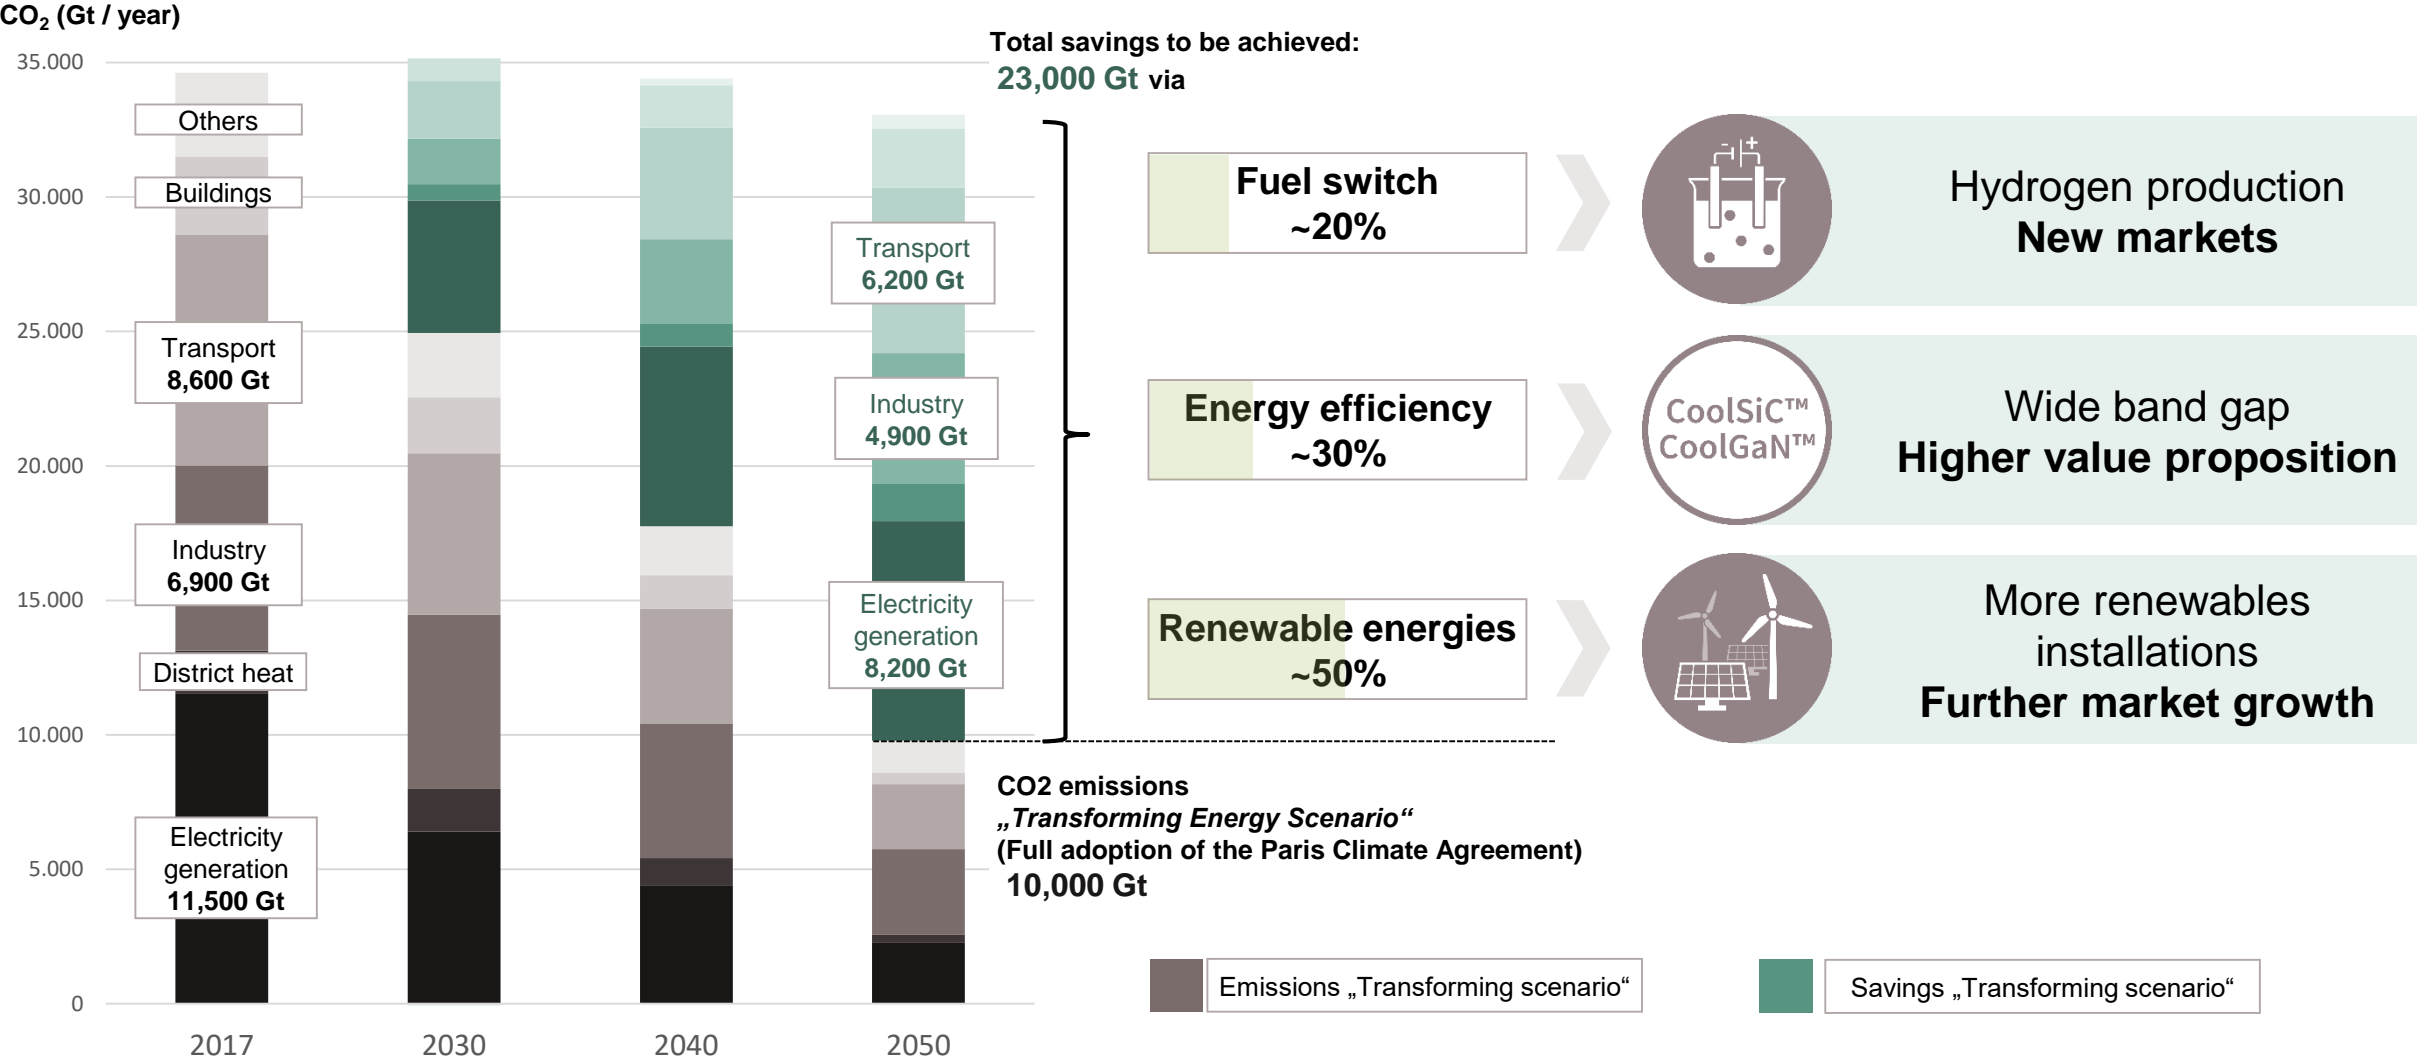 CO2 (Gt / year)
35.000
30.000
25.000
20.000
15.000
10.000
5.000
0
2017
2030
2040
2050
Others
Buildings
Transport
8,600 Gt
Industry
6,900 Gt
District heat
Electricity
generation
11,500 Gt
Transport
6,200 Gt
Industry
4,900 Gt
Electricity
generation
8,200 Gt
Total savings to be achieved:
23,000 Gt via
Fuel switch
~20%
Hydrogen production
New markets
Energy efficiency
~30%
CoolSiC™
CoolGaN™
Wide band gap
Higher value proposition
Renewable energies
~50%
More renewables
installations
Further market growth
CO2 emissions
„Transforming Energy Scenario“
(Full adoption of the Paris Climate Agreement)
10,000 Gt
Emissions „Transforming scenario“
Savings „Transforming scenario“